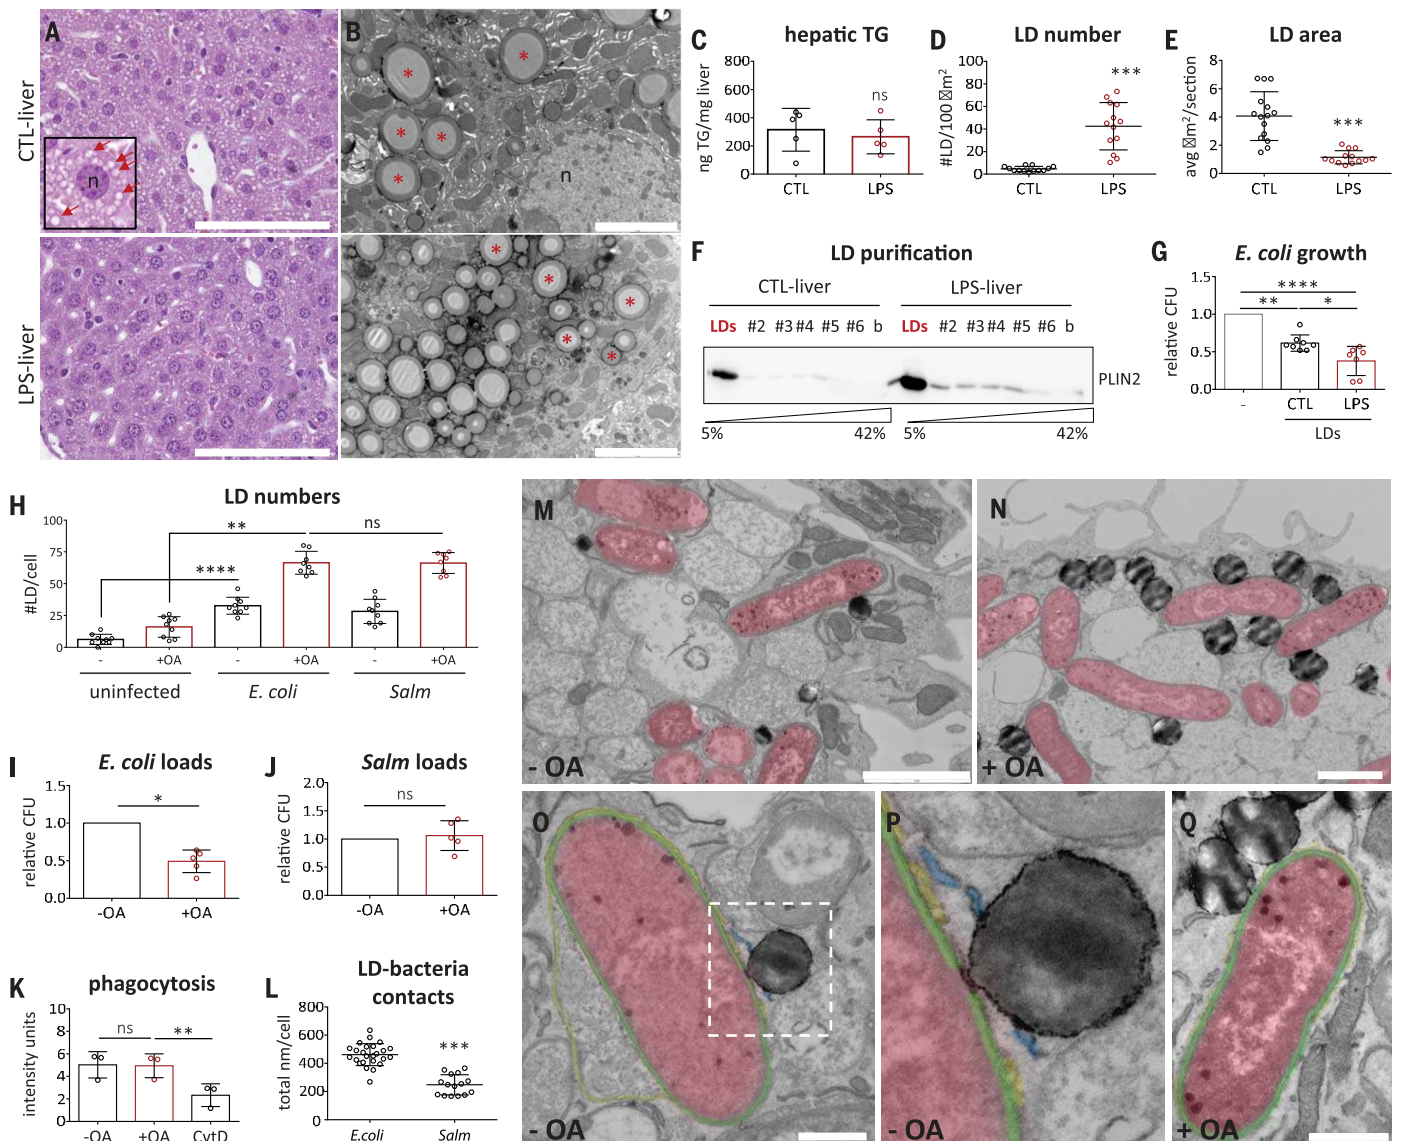 A
B
CTL-liver
n
n
LPS-liver
C
hepatic TG
ng TG/mg liver
800
600
400
200
0
ns
CTL
LPS
D
LD number
#LD/100 m²
100
80
60
40
20
0
***
CTL
LPS
E
LD area
avg m²/section
8
6
4
2
0
***
CTL
LPS
F
LD purification
CTL-liver
LPS-liver
LDs #2 #3 #4 #5 #6 b
LDs #2 #3 #4 #5 #6 b
PLIN2
5%
42%
5%
42%
G
E. coli growth
relative CFU
1.5
1.0
0.5
0.0
****
** *
-
CTL
LPS
LDs
H
LD numbers
#LD/cell
100
75
50
25
0
**
ns
****
- +OA - +OA - +OA
uninfected
E. coli
Salm
I
E. coli loads
relative CFU
1.5
1.0
0.5
0.0
*
-OA
+OA
J
Salm loads
relative CFU
2.0
1.5
1.0
0.5
0.0
ns
-OA
+OA
K
phagocytosis
intensity units
10
8
6
4
2
0
ns
**
-OA
+OA
CytD
L
LD-bacteria
contacts
total nm/cell
800
600
400
200
0
***
E.coli
Salm
M
- OA
N
+ OA
O
- OA
P
- OA
Q
+ OA